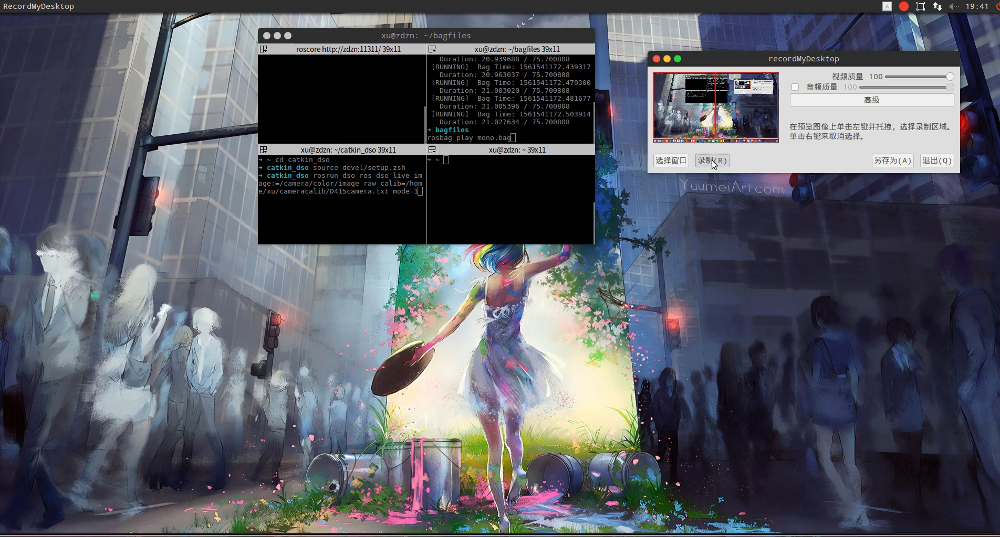 RecordMyDesktop
A
19:41
xu@zdzn: ~/bagfiles
roscore http://zdzn:11311/ 39x11
xu@zdzn: ~/bagfiles 39x11
Duration: 20.939688 / 75.700808
[RUNNING]  Bag Time: 1561541172.439317
Duration: 20.963037 / 75.700808
[RUNNING]  Bag Time: 1561541172.479300
Duration: 21.003020 / 75.700808
[RUNNING]  Bag Time: 1561541172.481677
Duration: 21.005396 / 75.700808
[RUNNING]  Bag Time: 1561541172.503914
Duration: 21.027634 / 75.700808
➜ bagfiles
rosbag play mono.bag
xu@zdzn: ~/catkin_dso 39x11
➜ ~ cd catkin_dso
➜ catkin_dso source devel/setup.zsh
➜ catkin_dso rosrun dso_ros dso_live im
age:=/camera/color/image_raw calib=/hom
e/xu/cameracalib/D415camera.txt mode 1
xu@zdzn: ~ 39x11
➜ ~
recordMyDesktop
视频质量 100
音频质量 100
高级
在预览图像上单击左键并托拽，选择录制区域。
单击右键来取消选择。
选择窗口 录制(R) 另存为(A) 退出(Q)
YuumeiArt.com